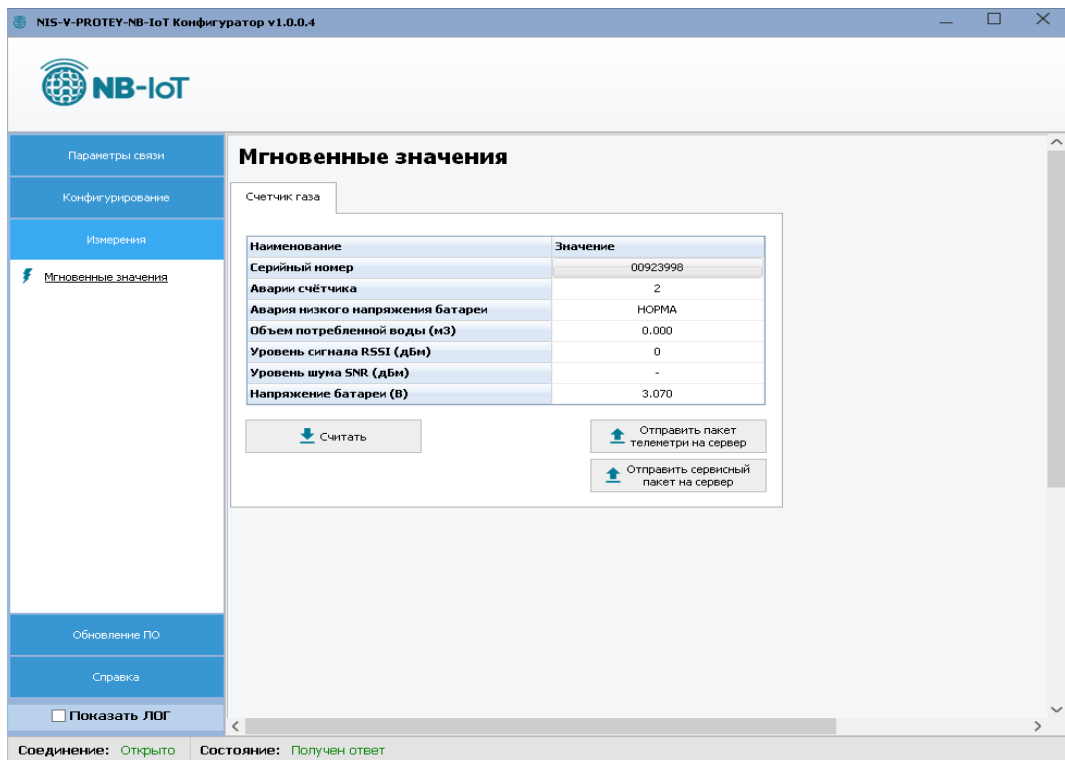 NIS-V-PROTEY-NB-IoT Конфигуратор v1.0.0.4
NB-IoT
Параметры связи
Конфигурирование
Измерения
Мгновенные значения
Обновление ПО
Справка
Показать ЛОГ
Мгновенные значения
Счетчик газа
Наименование Значение
Серийный номер 00923998
Аварии счётчика 2
Авария низкого напряжения батареи НОРМА
Объем потребленной воды (м3) 0.000
Уровень сигнала RSSI (дБм) 0
Уровень шума SNR (дБм) -
Напряжение батареи (В) 3.070
Считать
Отправить пакет
телеметри на сервер
Отправить сервисный
пакет на сервер
Соединение: Открыто Состояние: Получен ответ